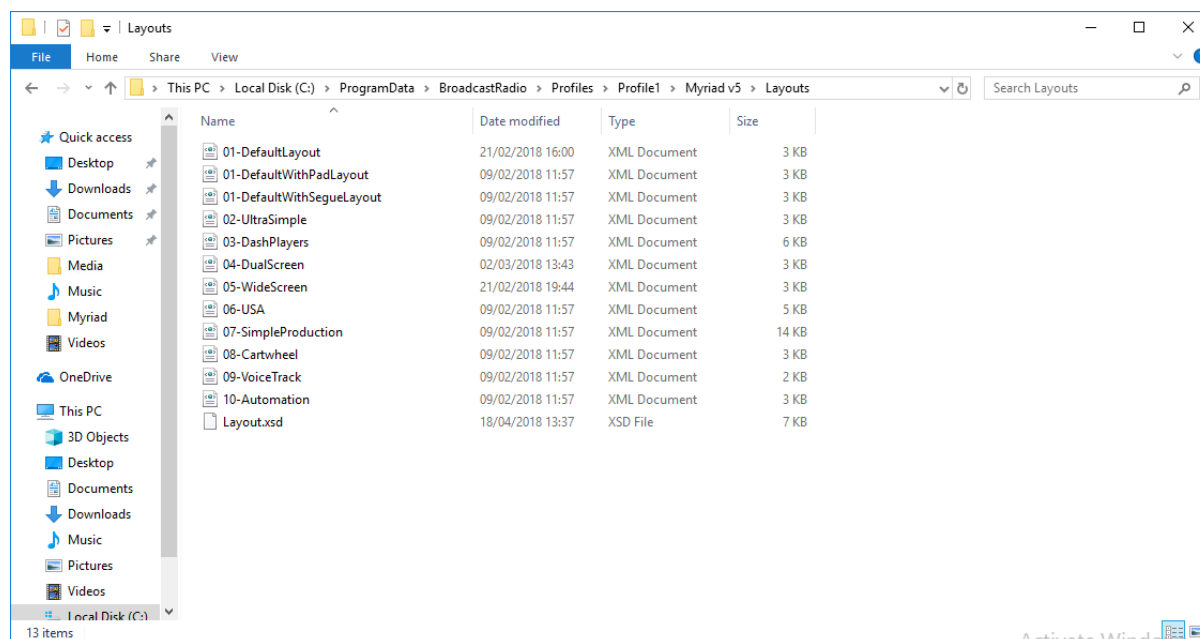 Layouts
File Home Share View
This PC > Local Disk (C:) > ProgramData > BroadcastRadio > Profiles > Profile1 > Myriad v5 > Layouts
Search Layouts
Quick access
Desktop
Downloads
Documents
Pictures
Media
Music
Myriad
Videos
OneDrive
This PC
3D Objects
Desktop
Documents
Downloads
Music
Pictures
Videos
Local Disk (C:)
Name Date modified Type Size
01-DefaultLayout 21/02/2018 16:00 XML Document 3 KB
01-DefaultWithPadLayout 09/02/2018 11:57 XML Document 3 KB
01-DefaultWithSegueLayout 09/02/2018 11:57 XML Document 3 KB
02-UltraSimple 09/02/2018 11:57 XML Document 3 KB
03-DashPlayers 09/02/2018 11:57 XML Document 6 KB
04-DualScreen 02/03/2018 13:43 XML Document 3 KB
05-WideScreen 21/02/2018 19:44 XML Document 3 KB
06-USA 09/02/2018 11:57 XML Document 5 KB
07-SimpleProduction 09/02/2018 11:57 XML Document 14 KB
08-Cartwheel 09/02/2018 11:57 XML Document 3 KB
09-VoiceTrack 09/02/2018 11:57 XML Document 2 KB
10-Automation 09/02/2018 11:57 XML Document 3 KB
Layout.xsd 18/04/2018 13:37 XSD File 7 KB
13 items
Activate